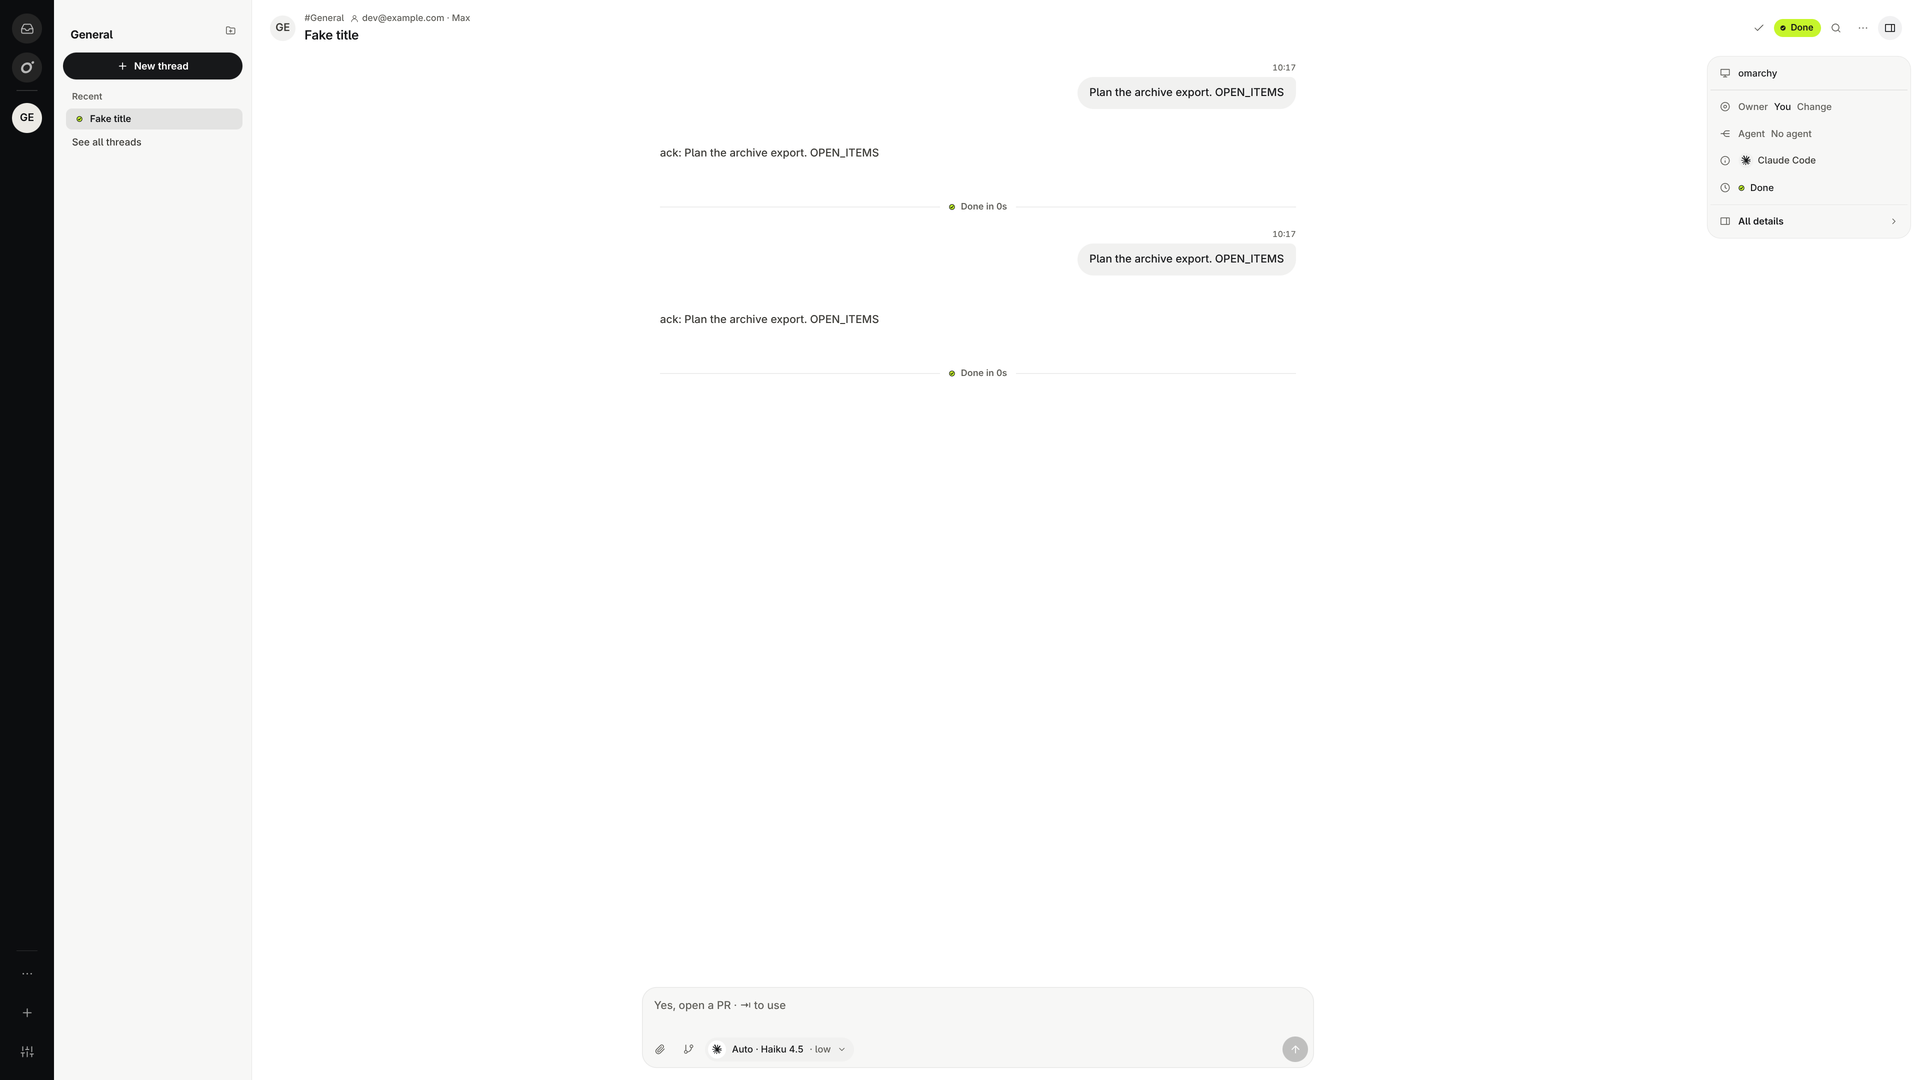 General
New thread
Recent
Fake title
See all threads
GE
GE
#General dev@example.com · Max
Fake title
Done
10:17
Plan the archive export. OPEN_ITEMS
ack: Plan the archive export. OPEN_ITEMS
Done in 0s
10:17
Plan the archive export. OPEN_ITEMS
ack: Plan the archive export. OPEN_ITEMS
Done in 0s
omarchy
Owner You Change
Agent No agent
Claude Code
Done
All details
Yes, open a PR · ⇥ to use
Auto · Haiku 4.5 · low